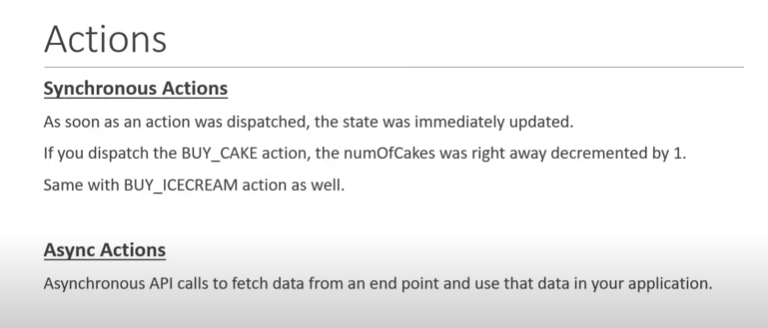 Actions
Synchronous Actions
As soon as an action was dispatched, the state was immediately updated.
If you dispatch the BUY_CAKE action, the numOfCakes was right away decremented by 1.
Same with BUY_ICECREAM action as well.
Async Actions
Asynchronous API calls to fetch data from an end point and use that data in your application.